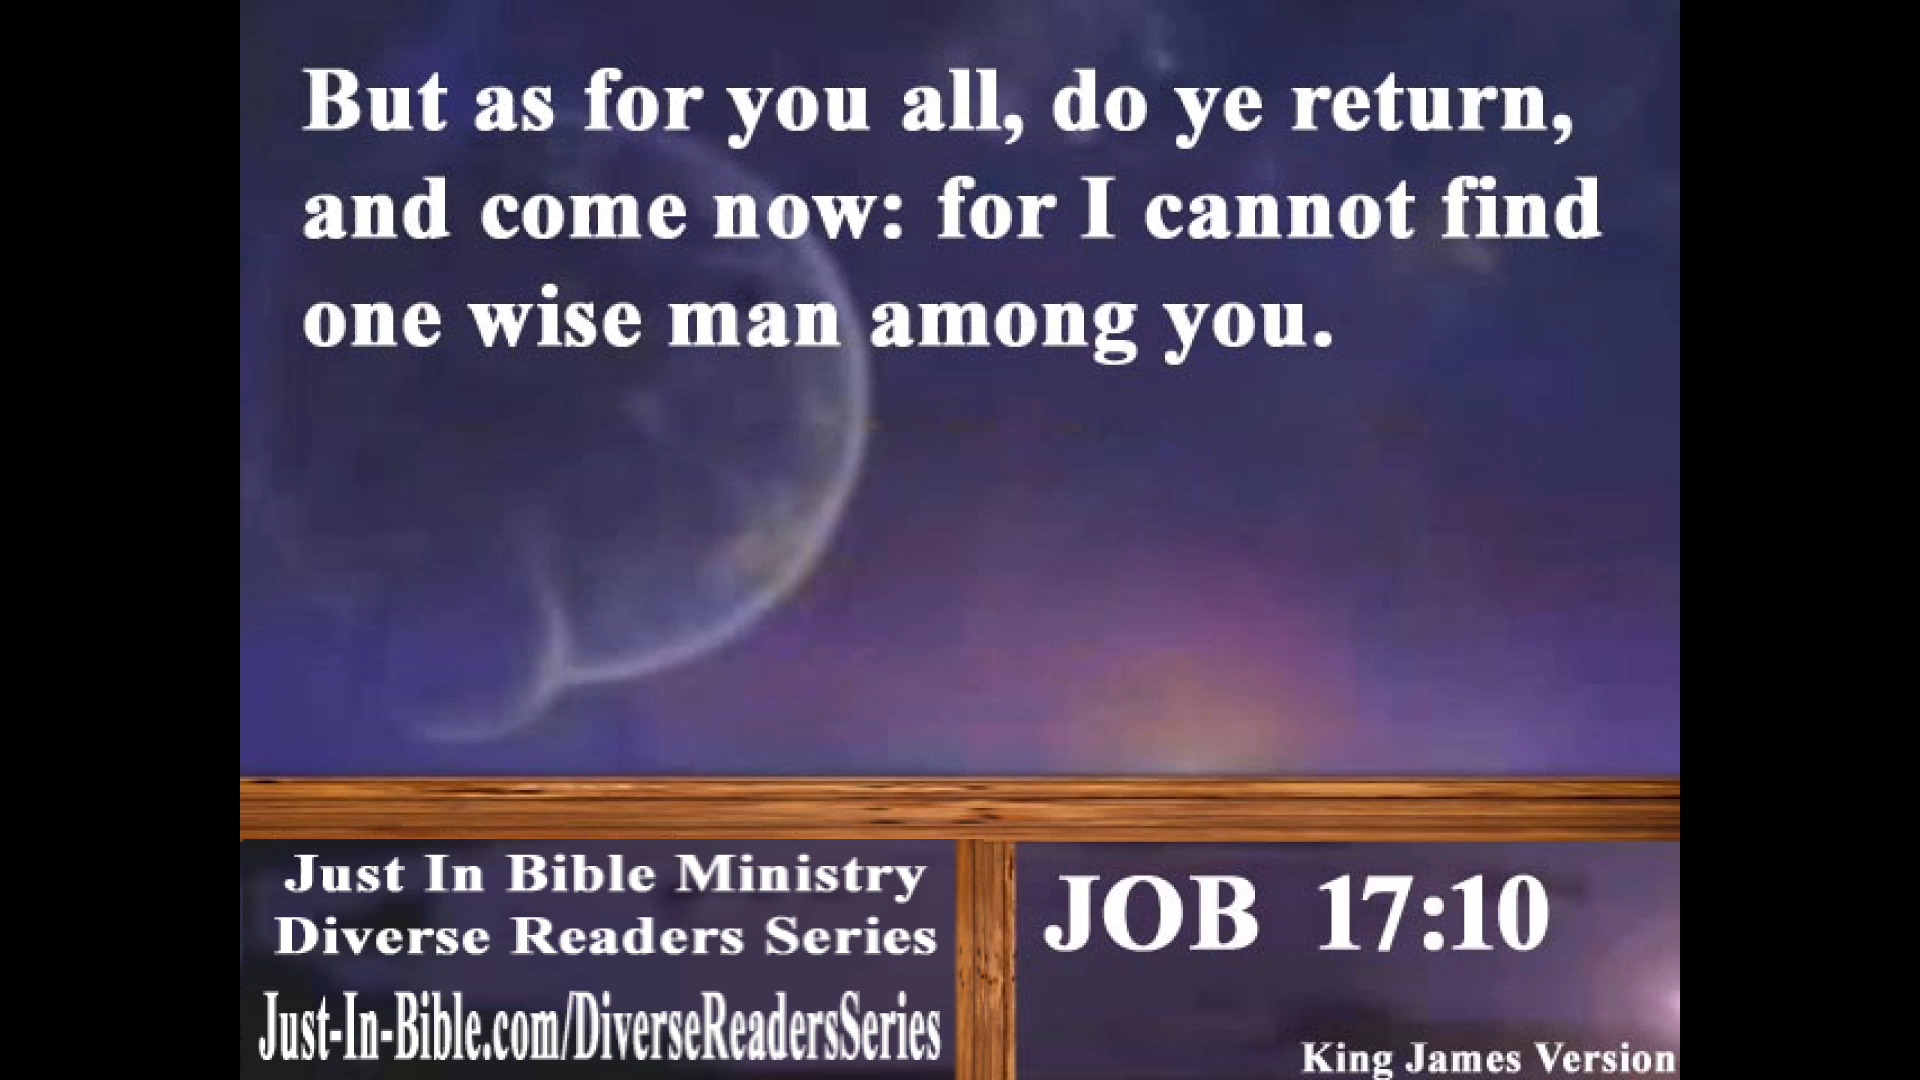 But as for you all, do ye return,
and come now: for I cannot find
one wise man among you.
Just In Bible Ministry
Diverse Readers Series
Just-In-Bible.com/DiverseReadersSeries
JOB 17:10
King James Version